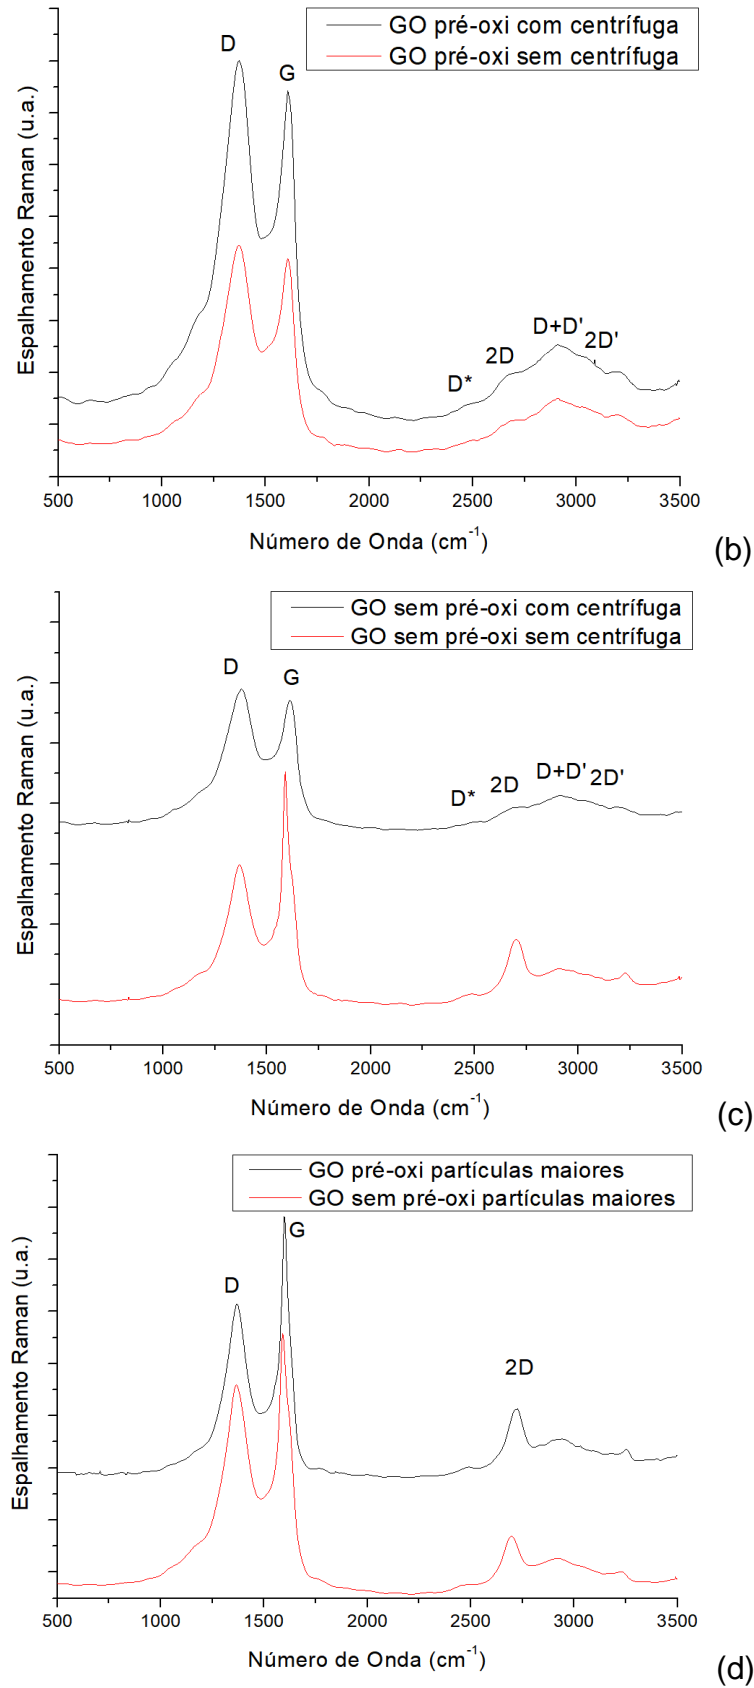 GO pré-oxi com centrífuga
GO pré-oxi sem centrífuga
D
G
D+D'
2D'
2D
D*
Espalhamento Raman (u.a.)
500 1000 1500 2000 2500 3000 3500
Número de Onda (cm-1)
(b)
GO sem pré-oxi com centrífuga
GO sem pré-oxi sem centrífuga
D
G
D+D'
2D'
2D
D*
Espalhamento Raman (u.a.)
500 1000 1500 2000 2500 3000 3500
Número de Onda (cm-1)
(c)
GO pré-oxi partículas maiores
GO sem pré-oxi partículas maiores
G
D
2D
Espalhamento Raman (u.a.)
500 1000 1500 2000 2500 3000 3500
Número de Onda (cm-1)
(d)